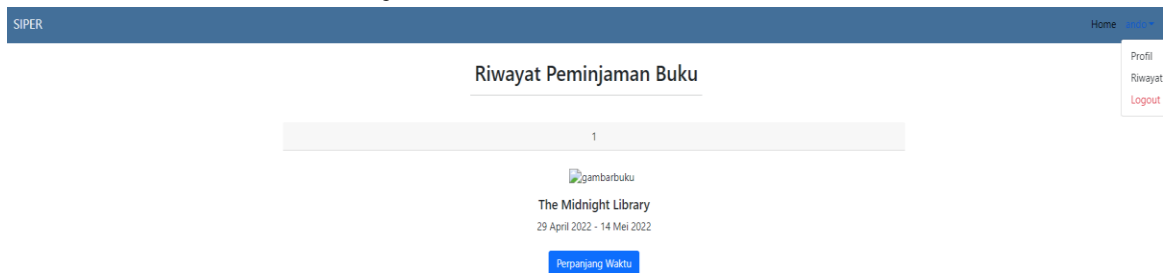 SIPER
Home ando
Profil
Riwayat
Logout
Riwayat Peminjaman Buku
1
gambarbuku
The Midnight Library
29 April 2022 - 14 Mei 2022
Perpanjang Waktu